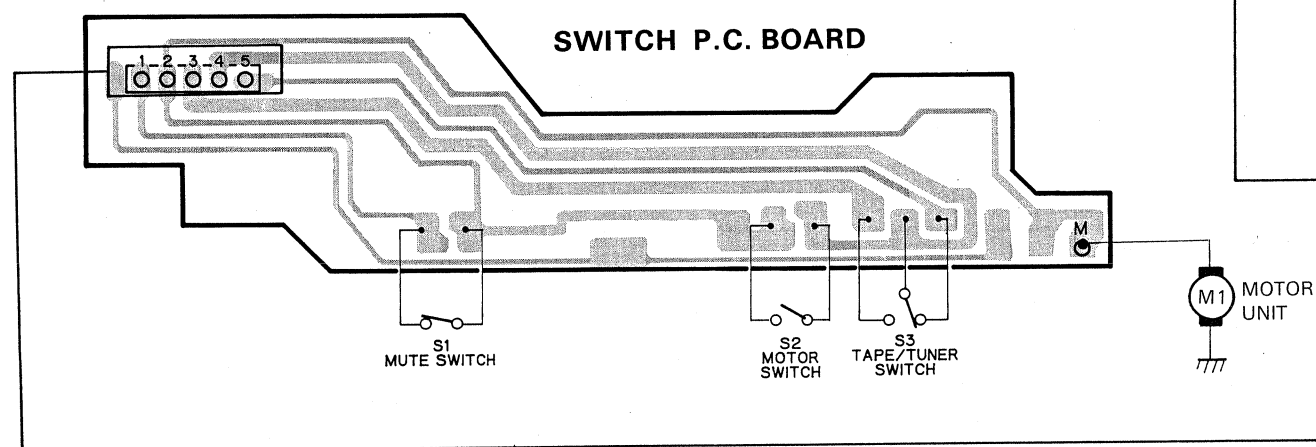 SWITCH P.C. BOARD
1 2 3 4 5
M
M1
MOTOR
UNIT
S1
MUTE SWITCH
S2
MOTOR
SWITCH
S3
TAPE/TUNER
SWITCH